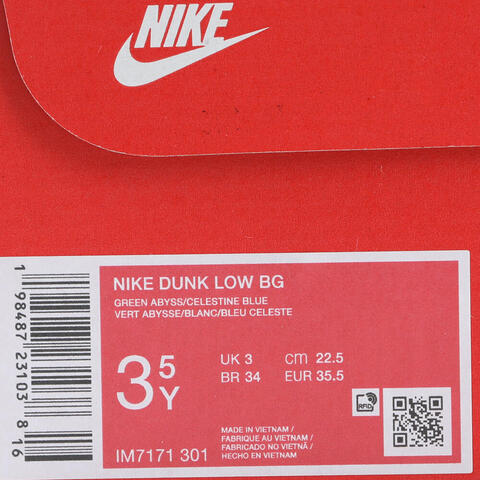 NIKE
NIKE DUNK LOW BG
GREEN ABYSS/CELESTINE BLUE
VERT ABYSSE/BLANC/BLEU CELESTE
3 5 Y
UK 3 cm 22.5
BR 34 EUR 35.5
RFID
MADE IN VIETNAM /
FABRIQUE AU VIETNAM /
FABRICADO NO VIETNÃ /
HECHO EN VIETNAM
IM7171 301
1 98487 23103 8 16